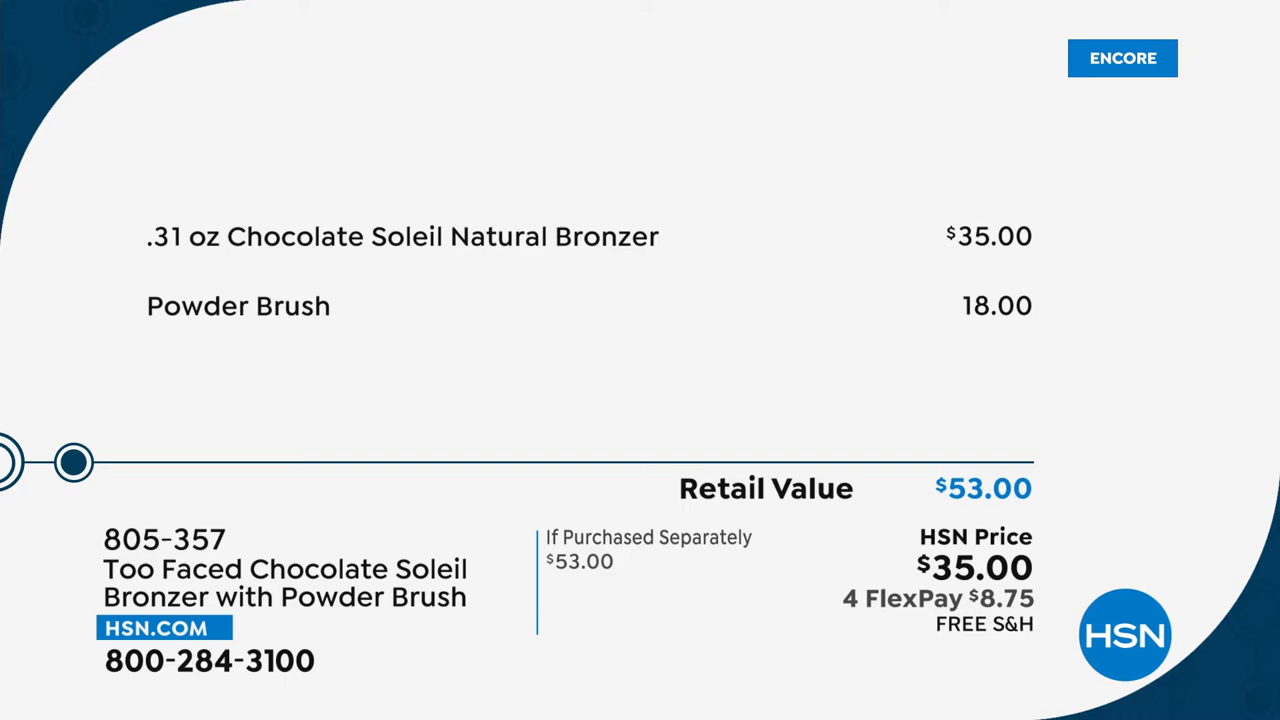 ENCORE
.31 oz Chocolate Soleil Natural Bronzer $35.00
Powder Brush 18.00
Retail Value $53.00
805-357
Too Faced Chocolate Soleil
Bronzer with Powder Brush
HSN.COM
800-284-3100
If Purchased Separately
$53.00
HSN Price
$35.00
4 FlexPay $8.75
FREE S&H
HSN